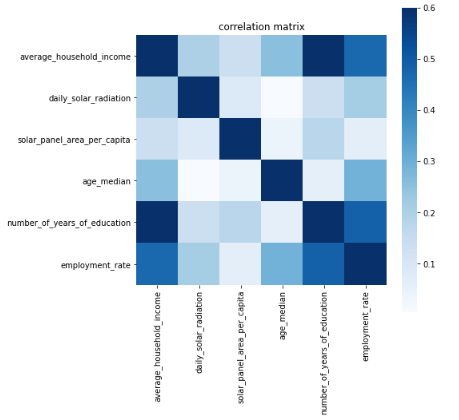 correlation matrix
average_household_income
daily_solar_radiation
solar_panel_area_per_capita
age_median
number_of_years_of_education
employment_rate
average_household_income
daily_solar_radiation
solar_panel_area_per_capita
age_median
number_of_years_of_education
employment_rate
0.6
0.5
0.4
0.3
0.2
0.1